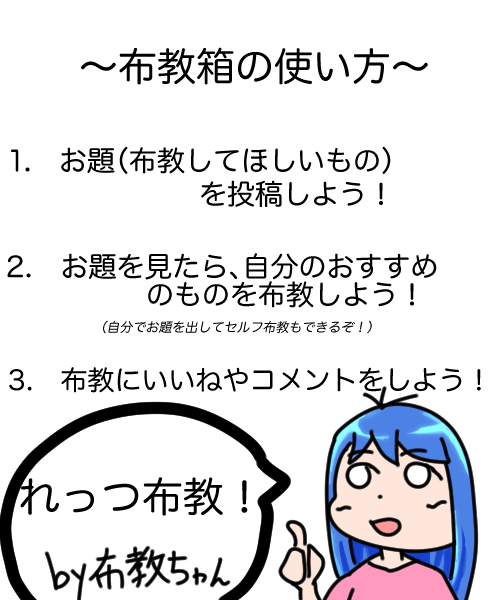 ～布教箱の使い方～
1. お題(布教してほしいもの)
を投稿しよう！
2. お題を見たら、自分のおすすめ
のものを布教しよう！
(自分でお題を出してセルフ布教もできるぞ！)
3. 布教にいいねやコメントをしよう！
れっつ布教！
by布教ちゃん